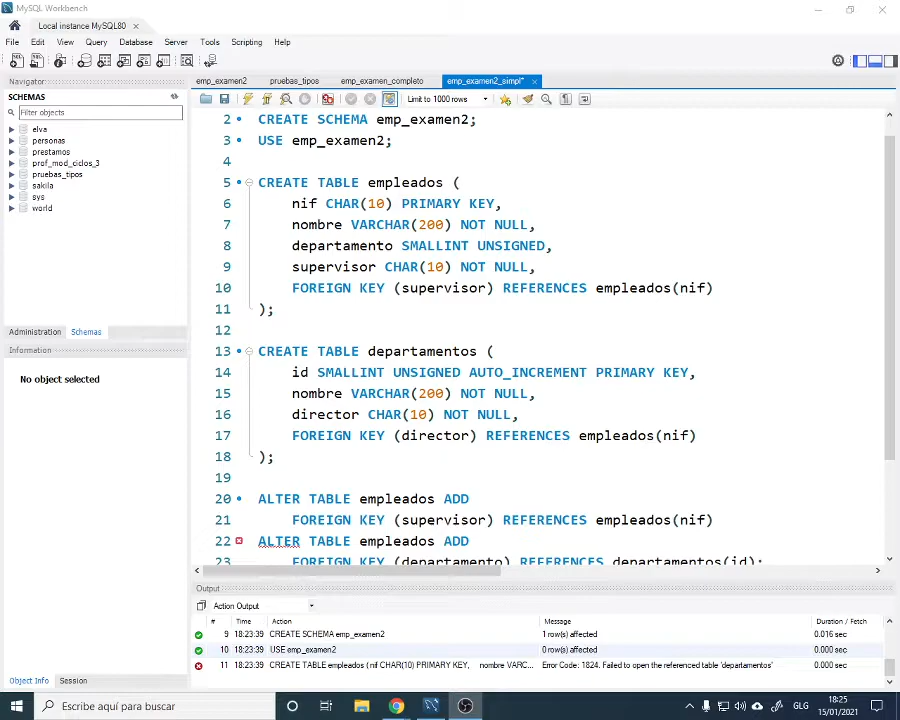 MySQL Workbench
Local instance MySQL80
File Edit View Query Database Server Tools Scripting Help
Navigator
SCHEMAS
Filter objects
elva
personas
prestamos
prof_mod_ciclos_3
pruebas_tipos
sakila
sys
world
Administration Schemas
Information
No object selected
Object Info Session
emp_examen2 pruebas_tipos emp_examen_completo emp_examen2_simpl*
Limit to 1000 rows
2 CREATE SCHEMA emp_examen2;
3 USE emp_examen2;
4
5 CREATE TABLE empleados (
6 nif CHAR(10) PRIMARY KEY,
7 nombre VARCHAR(200) NOT NULL,
8 departamento SMALLINT UNSIGNED,
9 supervisor CHAR(10) NOT NULL,
10 FOREIGN KEY (supervisor) REFERENCES empleados(nif)
11 );
12
13 CREATE TABLE departamentos (
14 id SMALLINT UNSIGNED AUTO_INCREMENT PRIMARY KEY,
15 nombre VARCHAR(200) NOT NULL,
16 director CHAR(10) NOT NULL,
17 FOREIGN KEY (director) REFERENCES empleados(nif)
18 );
19
20 ALTER TABLE empleados ADD
21 FOREIGN KEY (supervisor) REFERENCES empleados(nif)
22 ALTER TABLE empleados ADD
23 FOREIGN KEY (departamento) REFERENCES departamentos(id);
Output
Action Output
# Time Action Message Duration / Fetch
9 18:23:39 CREATE SCHEMA emp_examen2 1 row(s) affected 0.016 sec
10 18:23:39 USE emp_examen2 0 row(s) affected 0.000 sec
11 18:23:39 CREATE TABLE empleados ( nif CHAR(10) PRIMARY KEY, nombre VARC... Error Code: 1824. Failed to open the referenced table 'departamentos' 0.000 sec
Escribe aquí para buscar
GLG
18:25
15/01/2021